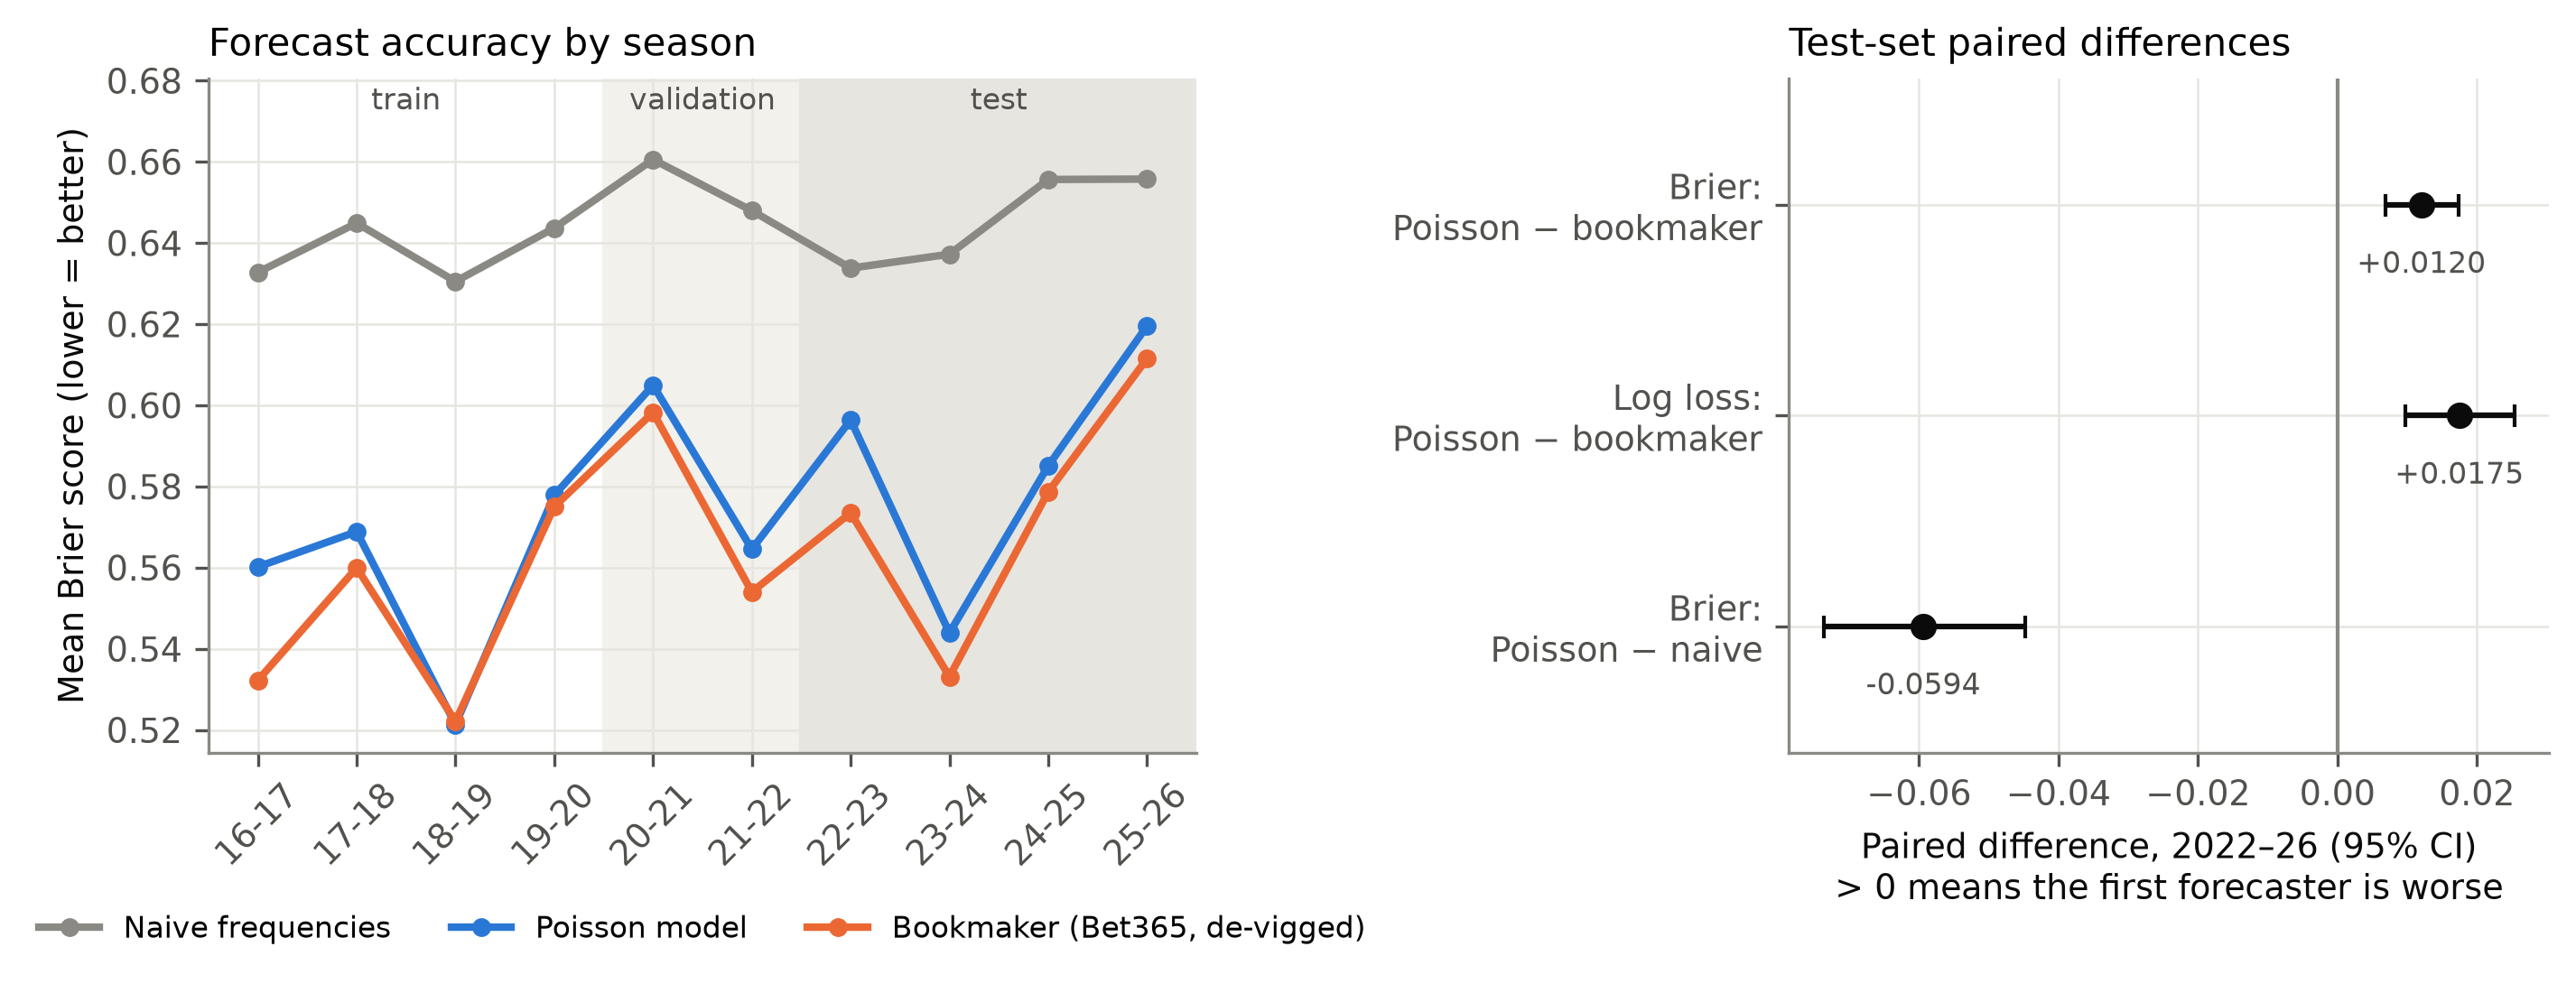 Forecast accuracy by season
Mean Brier score (lower = better)
0.68
0.66
0.64
0.62
0.60
0.58
0.56
0.54
0.52
train
validation
test
16-17
17-18
18-19
19-20
20-21
21-22
22-23
23-24
24-25
25-26
Naive frequencies
Poisson model
Bookmaker (Bet365, de-vigged)
Test-set paired differences
Brier:
Poisson − bookmaker
+0.0120
Log loss:
Poisson − bookmaker
+0.0175
Brier:
Poisson − naive
-0.0594
−0.06
−0.04
−0.02
0.00
0.02
Paired difference, 2022–26 (95% CI)
> 0 means the first forecaster is worse